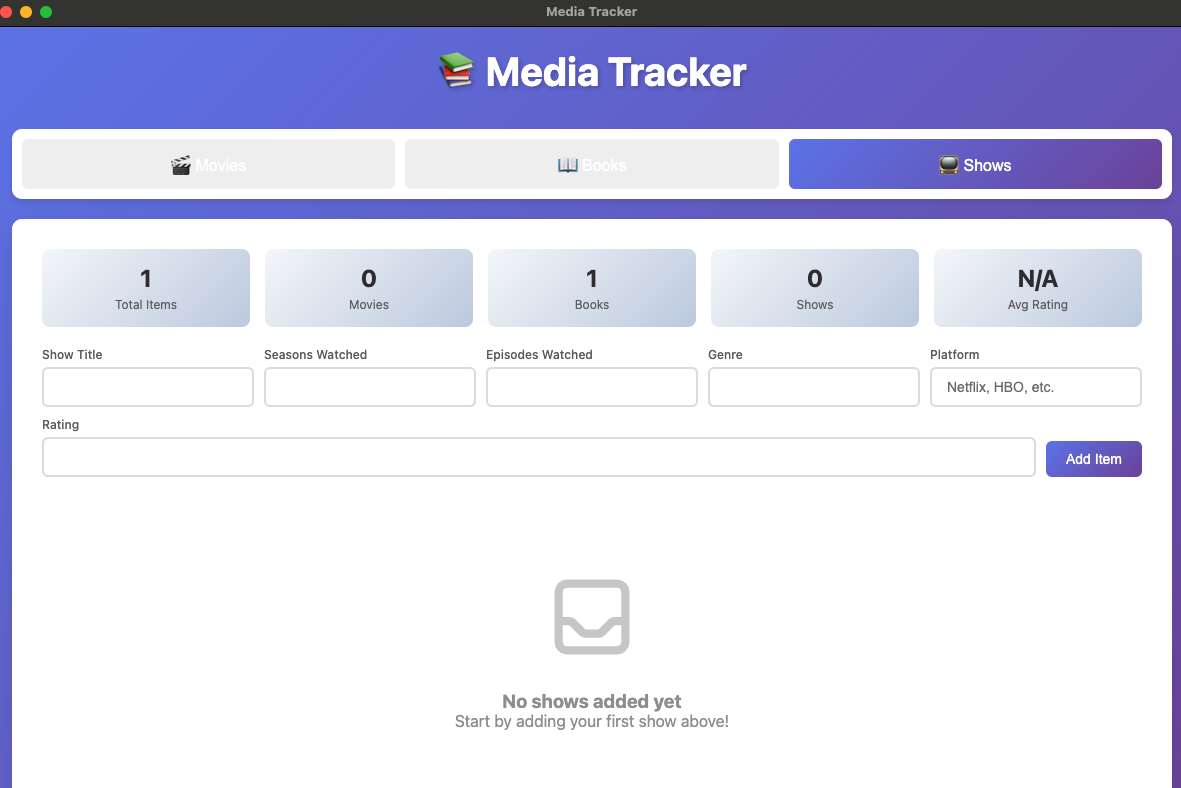 Media Tracker
📚 Media Tracker
🎬 Movies 📖 Books 📺 Shows
1 0 1 0 N/A
Total Items Movies Books Shows Avg Rating
Show Title Seasons Watched Episodes Watched Genre Platform
Netflix, HBO, etc.
Rating
Add Item
No shows added yet
Start by adding your first show above!